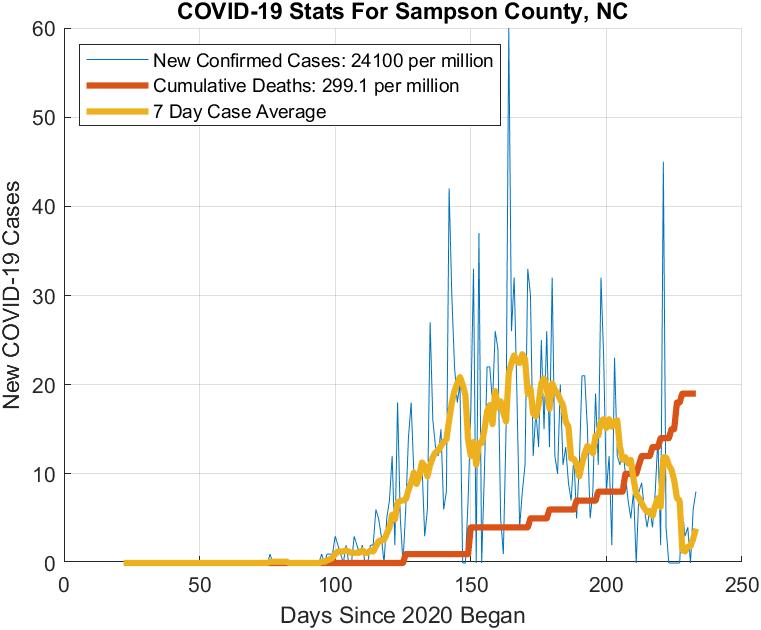 COVID-19 Stats For Sampson County, NC
New Confirmed Cases: 24100 per million
Cumulative Deaths: 299.1 per million
7 Day Case Average
New COVID-19 Cases
60
50
40
30
20
10
0
0 50 100 150 200 250
Days Since 2020 Began